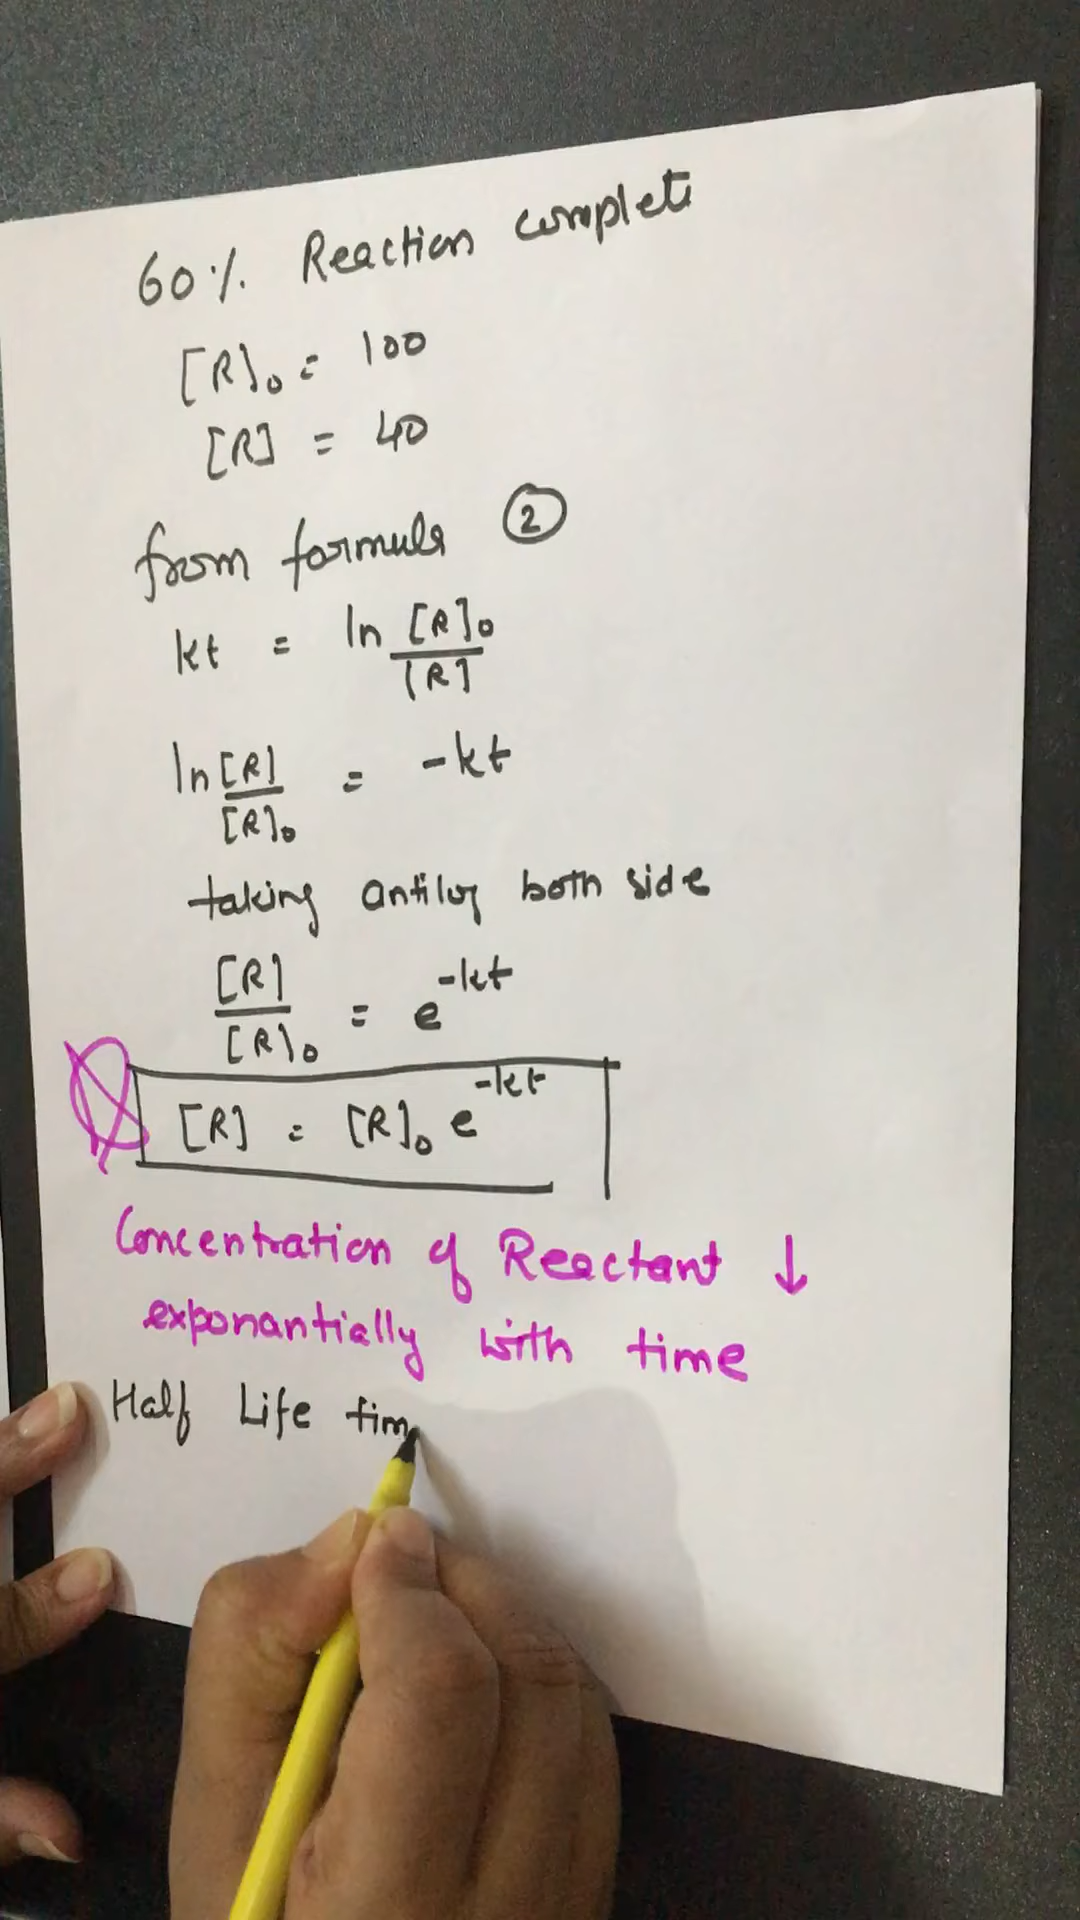 60% Reaction complete
[R]₀ = 100
[R] = 40
from formula ②
kt = ln [R]₀/[R]
ln [R]/[R]₀ = -kt
taking antilog both side
[R]/[R]₀ = e^-kt
[R] = [R]₀ e^-kt
Concentration of Reactant ↓
exponantially with time
Half Life tim